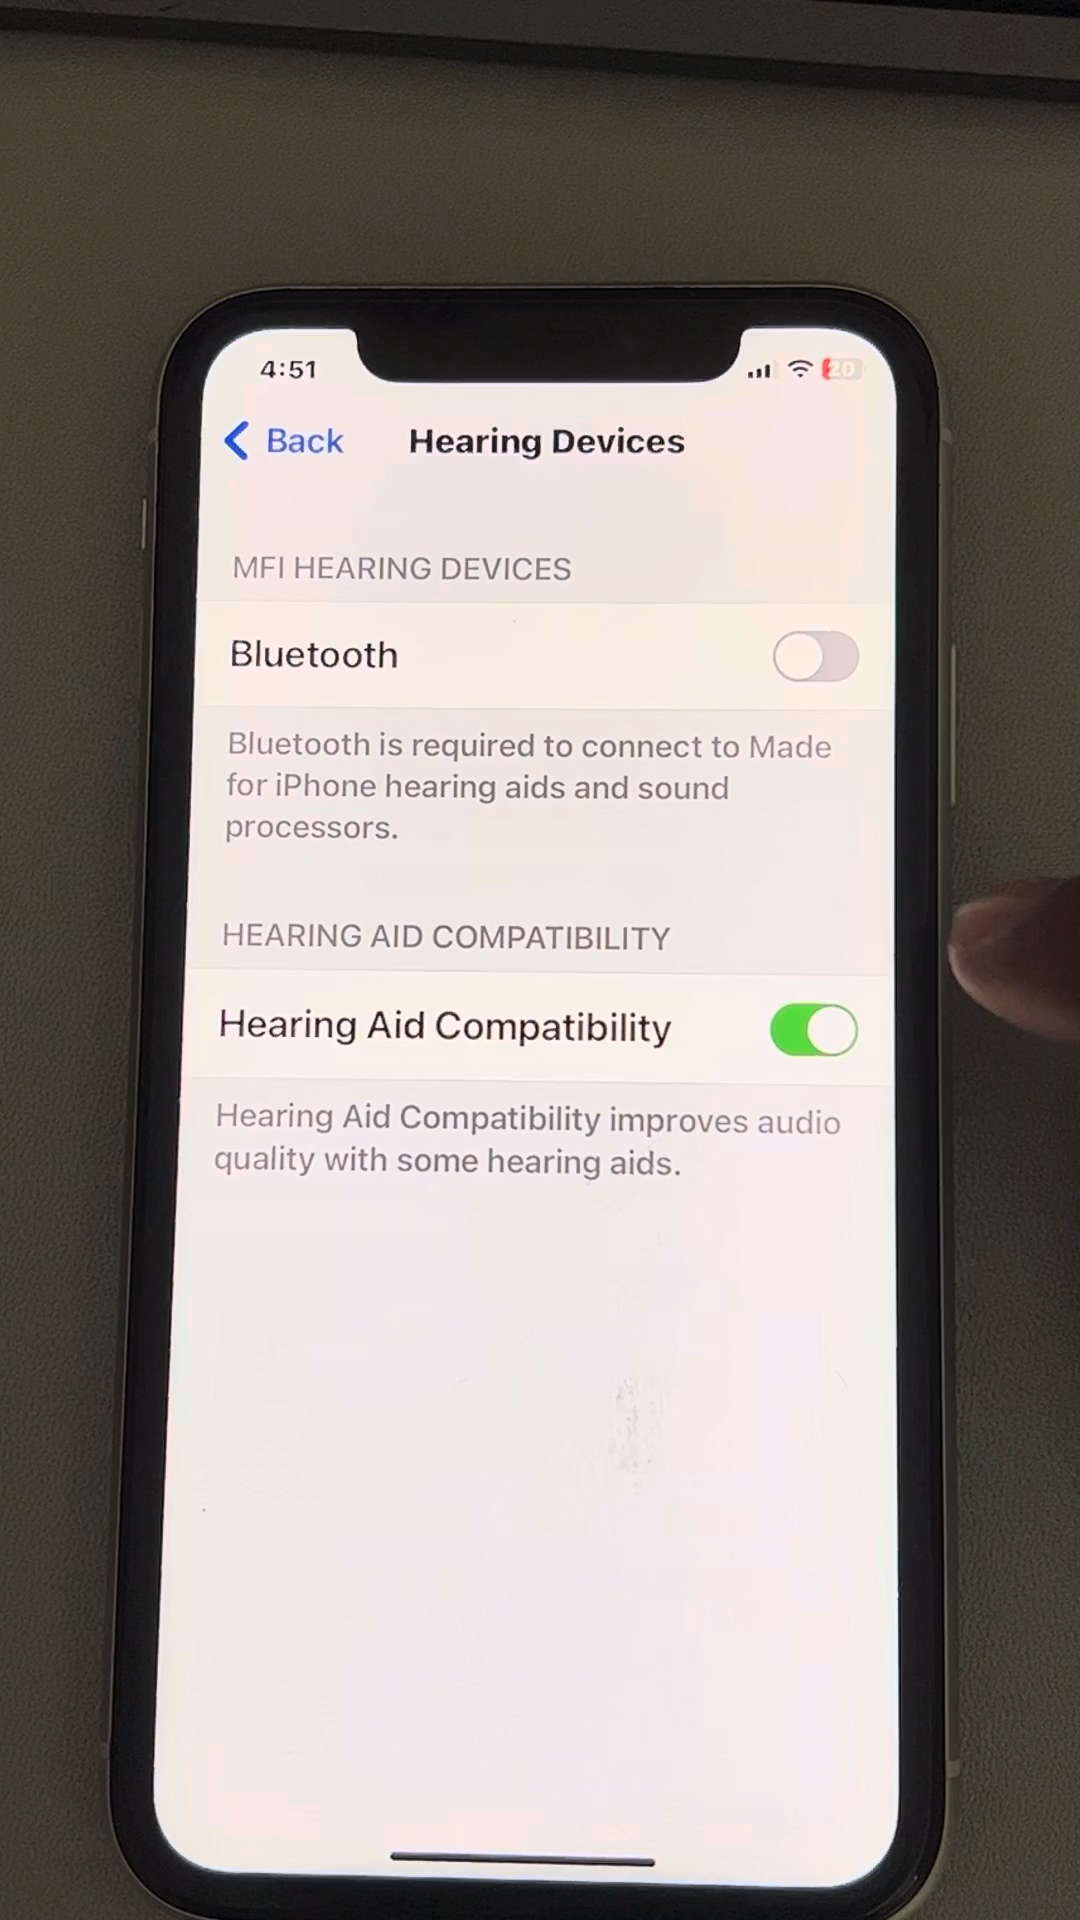 4:51
20
Back
Hearing Devices
MFI HEARING DEVICES
Bluetooth
Bluetooth is required to connect to Made
for iPhone hearing aids and sound
processors.
HEARING AID COMPATIBILITY
Hearing Aid Compatibility
Hearing Aid Compatibility improves audio
quality with some hearing aids.